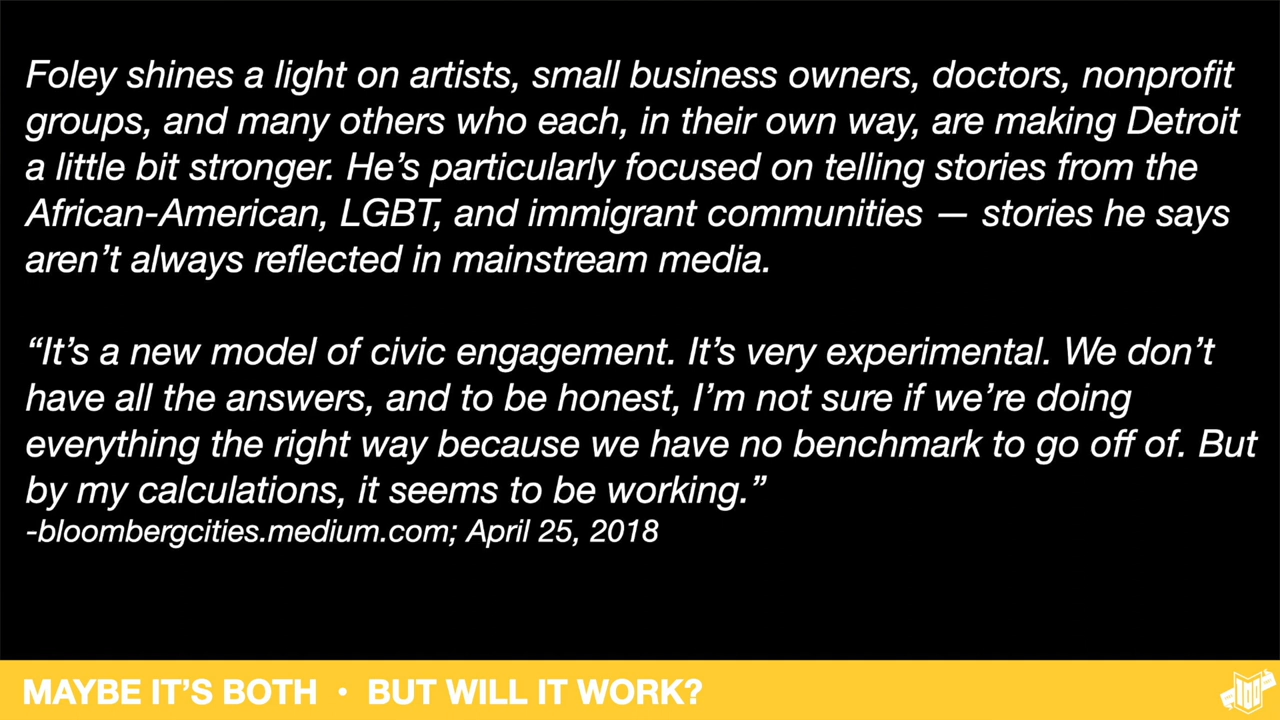 Foley shines a light on artists, small business owners, doctors, nonprofit
groups, and many others who each, in their own way, are making Detroit
a little bit stronger. He’s particularly focused on telling stories from the
African-American, LGBT, and immigrant communities — stories he says
aren’t always reflected in mainstream media.
“It’s a new model of civic engagement. It’s very experimental. We don’t
have all the answers, and to be honest, I’m not sure if we’re doing
everything the right way because we have no benchmark to go off of. But
by my calculations, it seems to be working.”
-bloombergcities.medium.com; April 25, 2018
MAYBE IT’S BOTH • BUT WILL IT WORK?
100